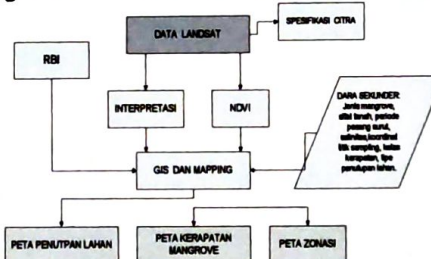 DATA LANDSAT
SPESIFIKASI CITRA
RBI
INTERPRETASI
NDVI
DARA SEKUNDER:
Jenis mangrove,
sifat tanah, periode
pasang surut,
salinitas, koordinat
titik sampling, kelas
kerapatan, tipe
penutupan lahan.
GIS DAN MAPPING
PETA PENUTPAN LAHAN
PETA KERAPATAN
MANGROVE
PETA ZONASI